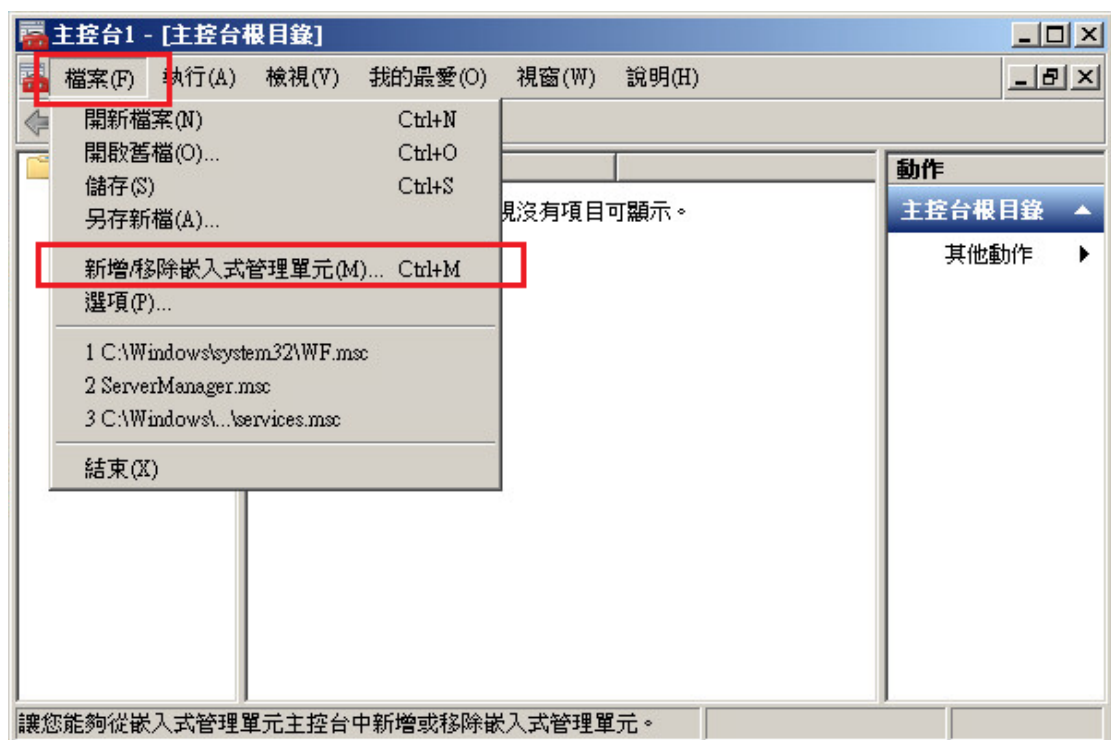 主控台1 - [主控台根目錄]
檔案(F) 執行(A) 檢視(V) 我的最愛(O) 視窗(W) 說明(H)
開新檔案(N) Ctrl+N
開啟舊檔(O)... Ctrl+O
儲存(S) Ctrl+S
另存新檔(A)...
新增/移除嵌入式管理單元(M)... Ctrl+M
選項(P)...
1 C:\Windows\system32\WF.msc
2 ServerManager.msc
3 C:\Windows\...\services.msc
結束(X)
沒有項目可顯示。
動作
主控台根目錄
其他動作
讓您能夠從嵌入式管理單元主控台中新增或移除嵌入式管理單元。